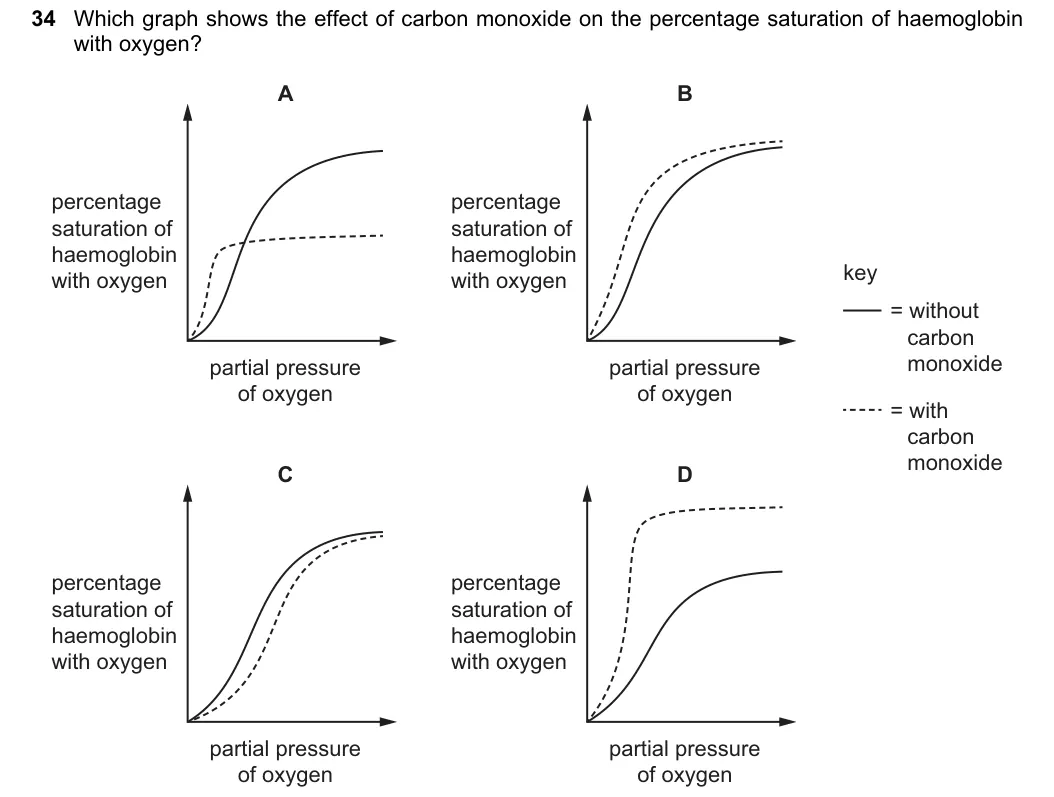 34 Which graph shows the effect of carbon monoxide on the percentage saturation of haemoglobin
with oxygen?
A
percentage
saturation of
haemoglobin
with oxygen
partial pressure
of oxygen
B
percentage
saturation of
haemoglobin
with oxygen
partial pressure
of oxygen
key
= without
carbon
monoxide
= with
carbon
monoxide
C
percentage
saturation of
haemoglobin
with oxygen
partial pressure
of oxygen
D
percentage
saturation of
haemoglobin
with oxygen
partial pressure
of oxygen